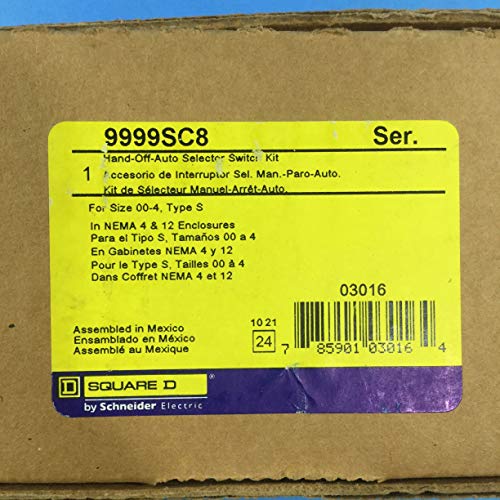 9999SC8 Ser.
Hand-Off-Auto Selector Switch Kit
1 Accesorio de Interruptor Sel. Man.-Paro-Auto.
Kit de Sélecteur Manuel-Arrêt-Auto.
For Size 00-4, Type S
In NEMA 4 & 12 Enclosures
Para el Tipo S, Tamaños 00 a 4
En Gabinetes NEMA 4 y 12
Pour le Type S, Tailles 00 à 4
Dans Coffret NEMA 4 et 12
03016
Assembled in Mexico
Ensamblado en México
Assemblé au Mexique
10 21
24
7 85901 03016 4
D SQUARE D ®
by Schneider Electric